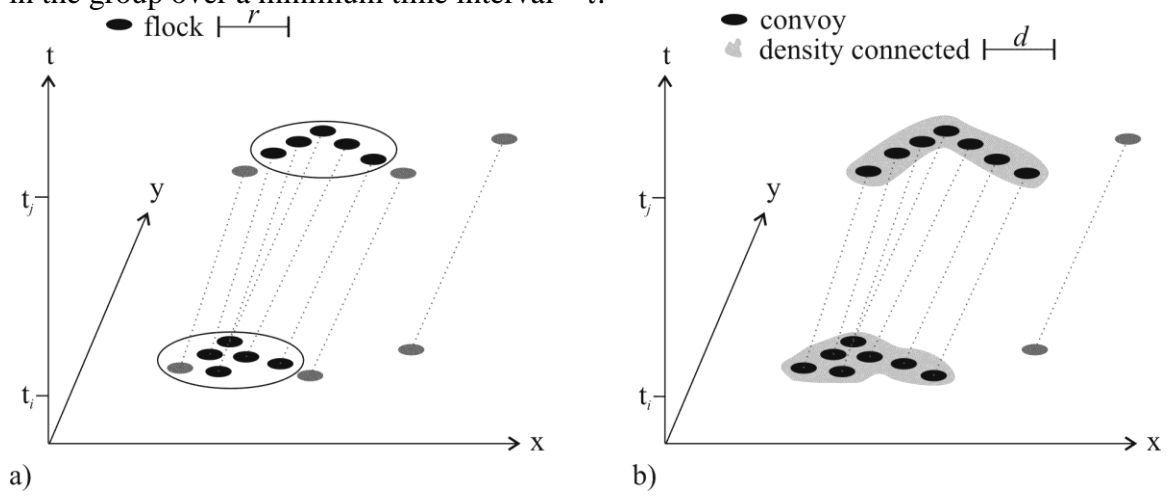 in the group over a minimum time interval t.
flock r
t
y
t_j
t_i
x
a)
convoy
density connected d
t
y
t_j
t_i
x
b)